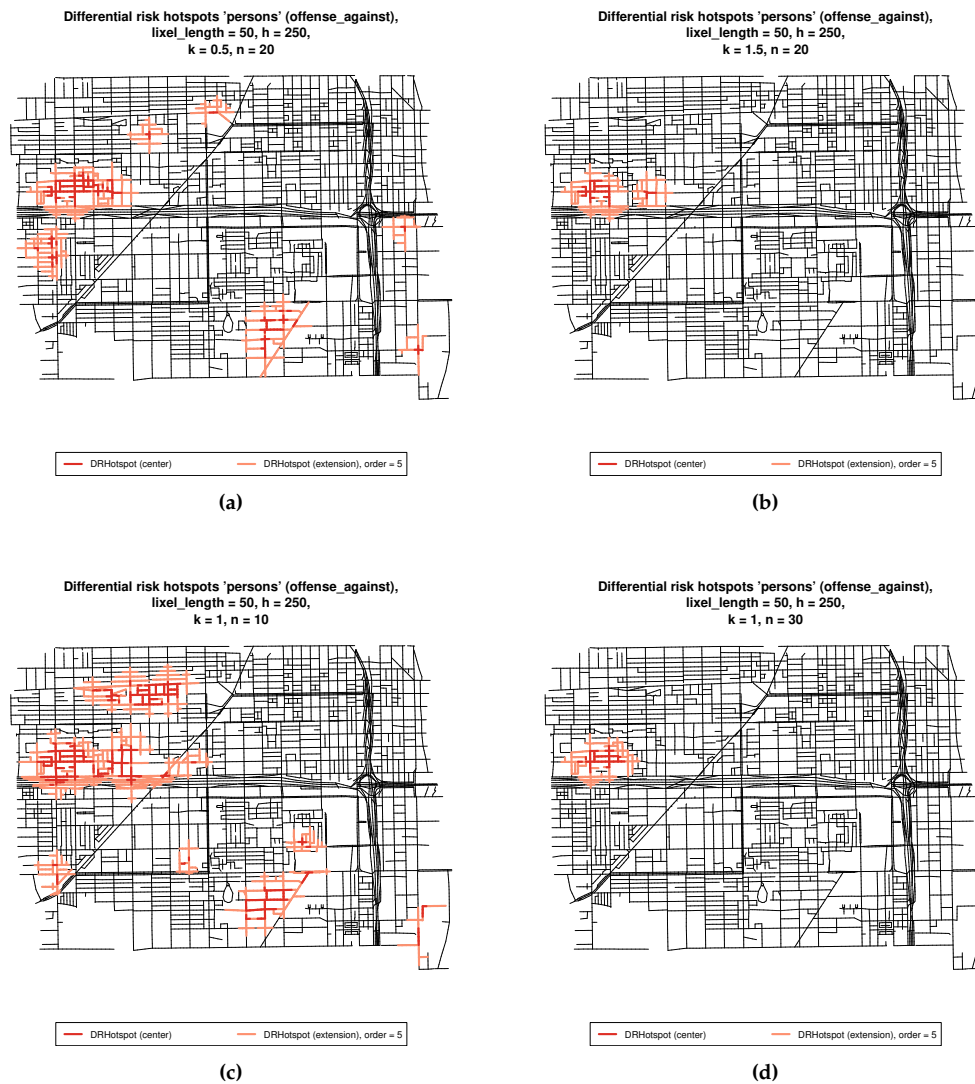 Differential risk hotspots 'persons' (offense_against),
lixel_length = 50, h = 250,
k = 0.5, n = 20
DRHotspot (center) DRHotspot (extension), order = 5
(a)
Differential risk hotspots 'persons' (offense_against),
lixel_length = 50, h = 250,
k = 1.5, n = 20
DRHotspot (center) DRHotspot (extension), order = 5
(b)
Differential risk hotspots 'persons' (offense_against),
lixel_length = 50, h = 250,
k = 1, n = 10
DRHotspot (center) DRHotspot (extension), order = 5
(c)
Differential risk hotspots 'persons' (offense_against),
lixel_length = 50, h = 250,
k = 1, n = 30
DRHotspot (center) DRHotspot (extension), order = 5
(d)